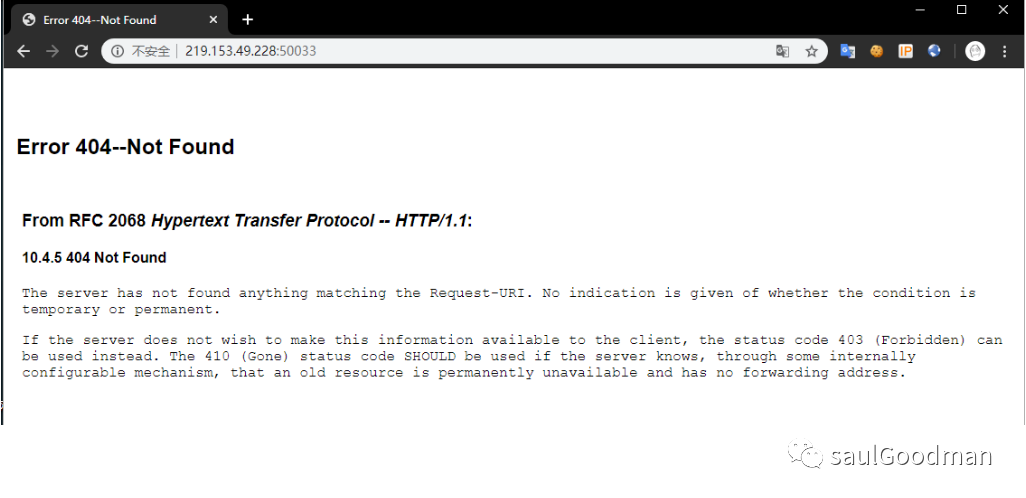 Error 404--Not Found
不安全 219.153.49.228:50033
IP
Error 404--Not Found
From RFC 2068 Hypertext Transfer Protocol -- HTTP/1.1:
10.4.5 404 Not Found
The server has not found anything matching the Request-URI. No indication is given of whether the condition is
temporary or permanent.
If the server does not wish to make this information available to the client, the status code 403 (Forbidden) can
be used instead. The 410 (Gone) status code SHOULD be used if the server knows, through some internally
configurable mechanism, that an old resource is permanently unavailable and has no forwarding address.
saulGoodman